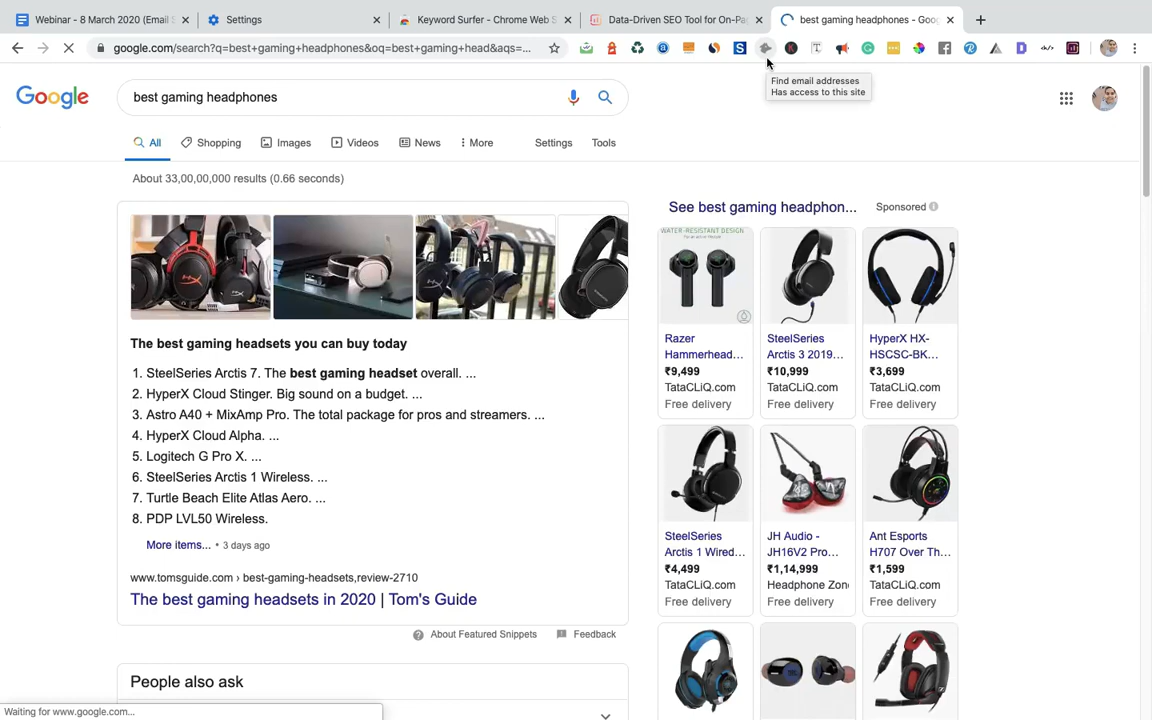 Webinar - 8 March 2020 (Email S
Settings
Keyword Surfer - Chrome Web S
Data-Driven SEO Tool for On-Pa
best gaming headphones - Goog
google.com/search?q=best+gaming+headphones&oq=best+gaming+head&aqs=...
Find email addresses
Has access to this site
Google
best gaming headphones
All
Shopping
Images
Videos
News
More
Settings
Tools
About 33,00,00,000 results (0.66 seconds)
The best gaming headsets you can buy today
1. SteelSeries Arctis 7. The best gaming headset overall. ...
2. HyperX Cloud Stinger. Big sound on a budget. ...
3. Astro A40 + MixAmp Pro. The total package for pros and streamers. ...
4. HyperX Cloud Alpha. ...
5. Logitech G Pro X. ...
6. SteelSeries Arctis 1 Wireless. ...
7. Turtle Beach Elite Atlas Aero. ...
8. PDP LVL50 Wireless.
More items... • 3 days ago
www.tomsguide.com › best-gaming-headsets,review-2710
The best gaming headsets in 2020 | Tom's Guide
About Featured Snippets
Feedback
People also ask
See best gaming headphon...
Sponsored
WATER-RESISTANT DESIGN
Razer
Hammerhead...
₹9,499
TataCLiQ.com
Free delivery
SteelSeries
Arctis 3 2019...
₹10,999
TataCLiQ.com
Free delivery
HyperX HX-
HSCSC-BK...
₹3,699
TataCLiQ.com
Free delivery
SteelSeries
Arctis 1 Wired...
₹4,499
TataCLiQ.com
Free delivery
JH Audio -
JH16V2 Pro...
₹1,14,999
Headphone Zon
Free delivery
Ant Esports
H707 Over Th...
₹1,599
TataCLiQ.com
Free delivery
Waiting for www.google.com...